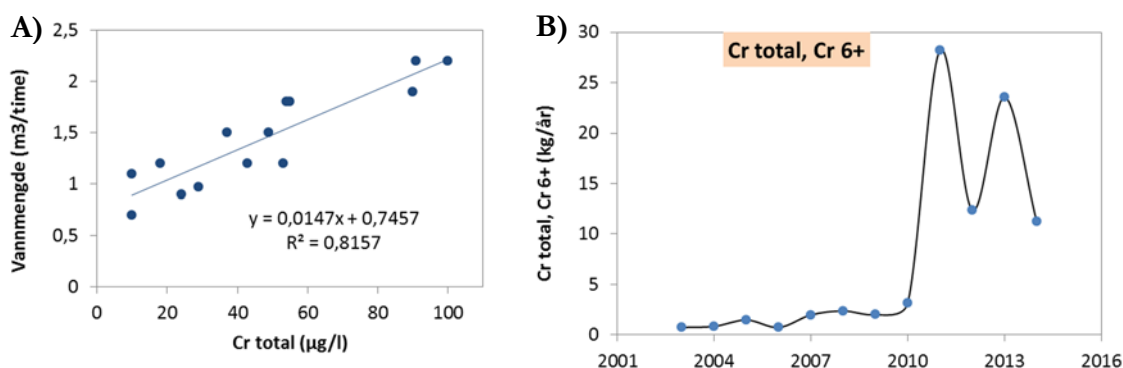 A)
Vannmengde (m3/time)
2,5
2
1,5
1
0,5
0
y = 0,0147x + 0,7457
R² = 0,8157
0 20 40 60 80 100
Cr total (µg/l)
B)
Cr total, Cr 6+
Cr total, Cr 6+ (kg/år)
30
25
20
15
10
5
0
2001 2004 2007 2010 2013 2016